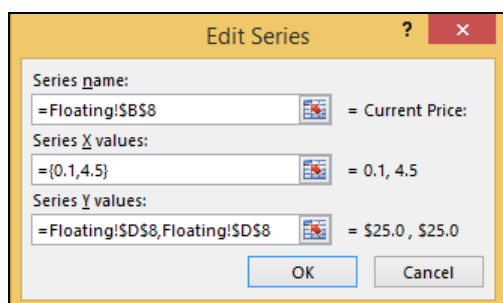 Edit Series
?
×
Series name:
=Floating!$B$8
= Current Price:
Series X values:
={0.1,4.5}
= 0.1, 4.5
Series Y values:
=Floating!$D$8,Floating!$D$8
= $25.0 , $25.0
OK
Cancel